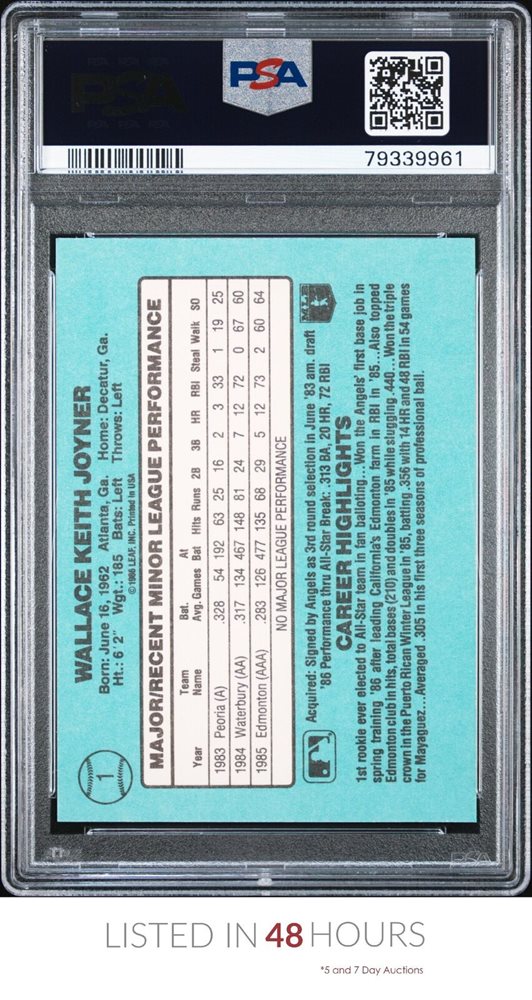 PSA
79339961
1
WALLACE KEITH JOYNER
Born: June 16, 1962 Atlanta, Ga. Home: Decatur, Ga.
Ht.: 6'2" Wgt.: 185 Bats: Left Throws: Left
©1986 LEAF, INC. Printed in USA
MAJOR/RECENT MINOR LEAGUE PERFORMANCE
Year Team Name Bat. Avg. Games At Bat Hits Runs 2B 3B HR RBI Steal Walk SO
1983 Peoria (A) .328 54 192 63 25 16 2 3 33 1 19 25
1984 Waterbury (AA) .317 134 467 148 81 24 7 12 72 0 67 60
1985 Edmonton (AAA) .283 126 477 135 68 29 5 12 73 2 60 64
NO MAJOR LEAGUE PERFORMANCE
Acquired: Signed by Angels as 3rd round selection in June '83 am. draft
'86 Performance thru All-Star Break: .313 BA, 20 HR, 72 RBI
CAREER HIGHLIGHTS
1st rookie ever elected to All-Star team in fan balloting...Won the Angels' first base job in
spring training '86 after leading California's Edmonton farm in RBI in '85...Also topped
Edmonton club in hits, total bases (210) and doubles in '85 while slugging .440...Won the triple
crown in the Puerto Rican Winter League in '85, batting .356 with 14 HR and 48 RBI in 54 games
for Mayaguez...Averaged .305 in his first three seasons of professional ball.
PSA
LISTED IN 48 HOURS
*5 and 7 Day Auctions